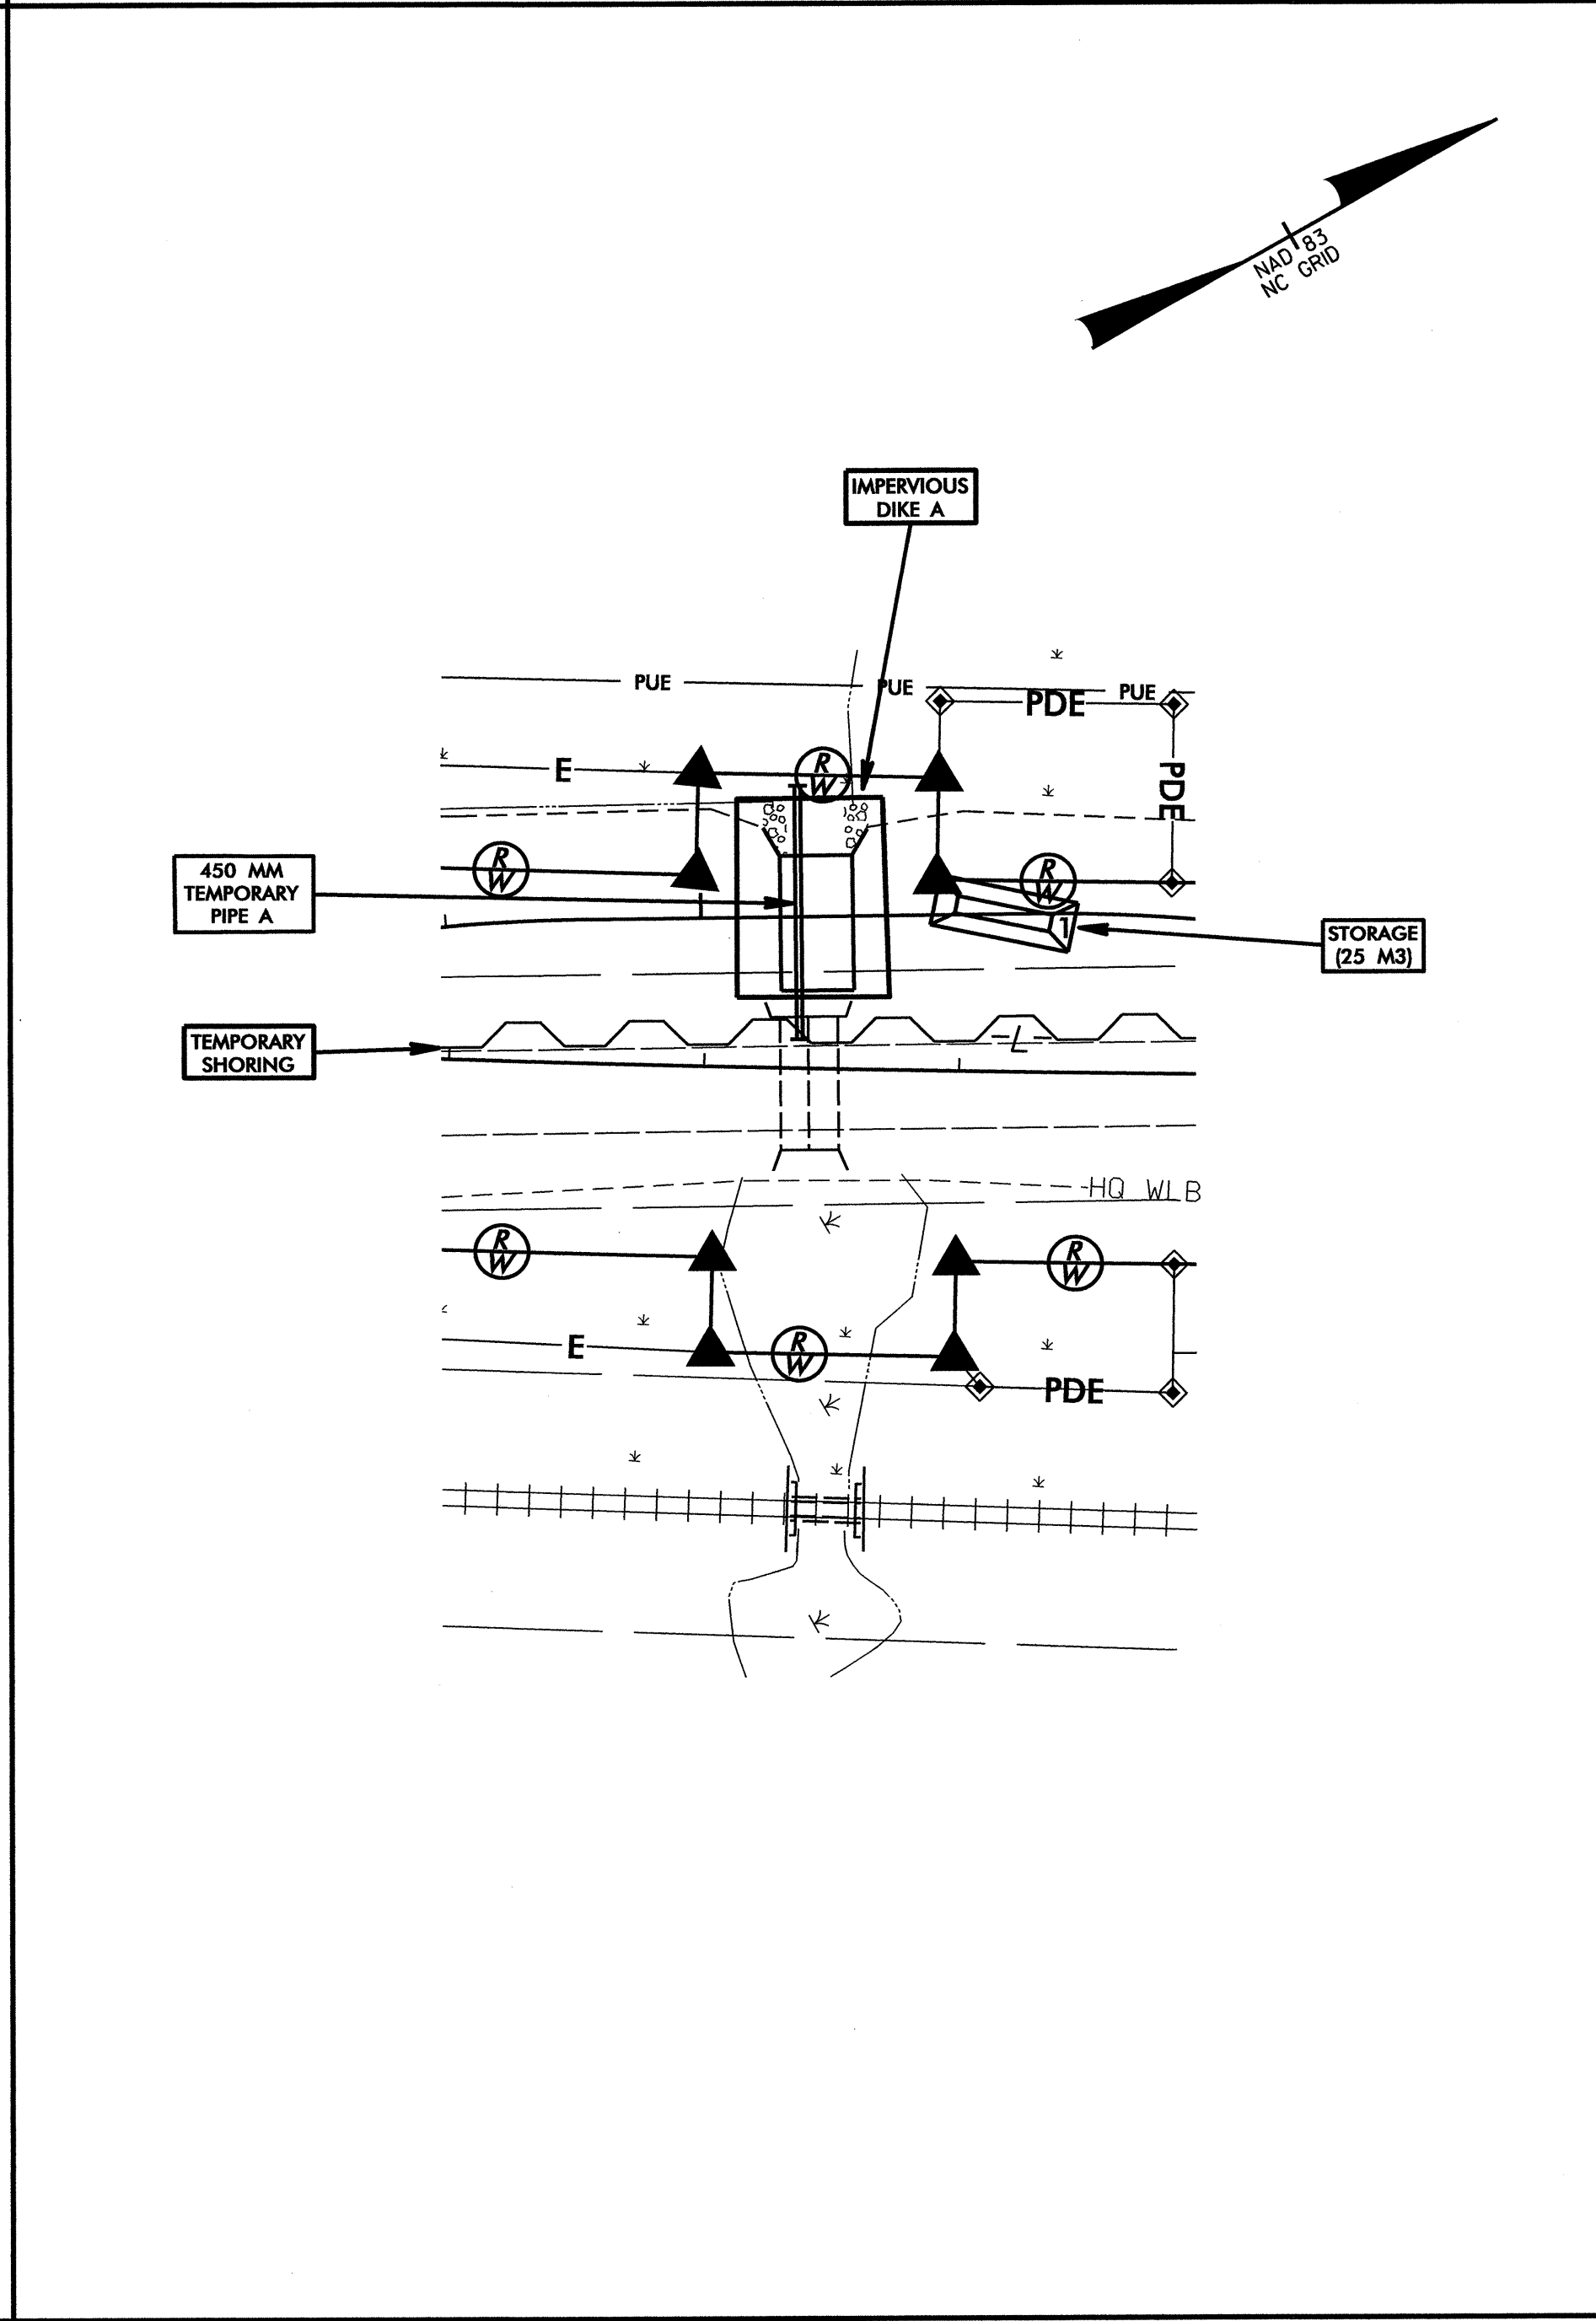 NAD 83
NC GRID
IMPERVIOUS
DIKE A
PUE
PUE
PUE
PDE
E
R
W
PDE
450 MM
TEMPORARY
PIPE A
R
W
R
W
1
STORAGE
(25 M3)
TEMPORARY
SHORING
-L-
HQ WLB
R
W
R
W
E
R
W
PDE